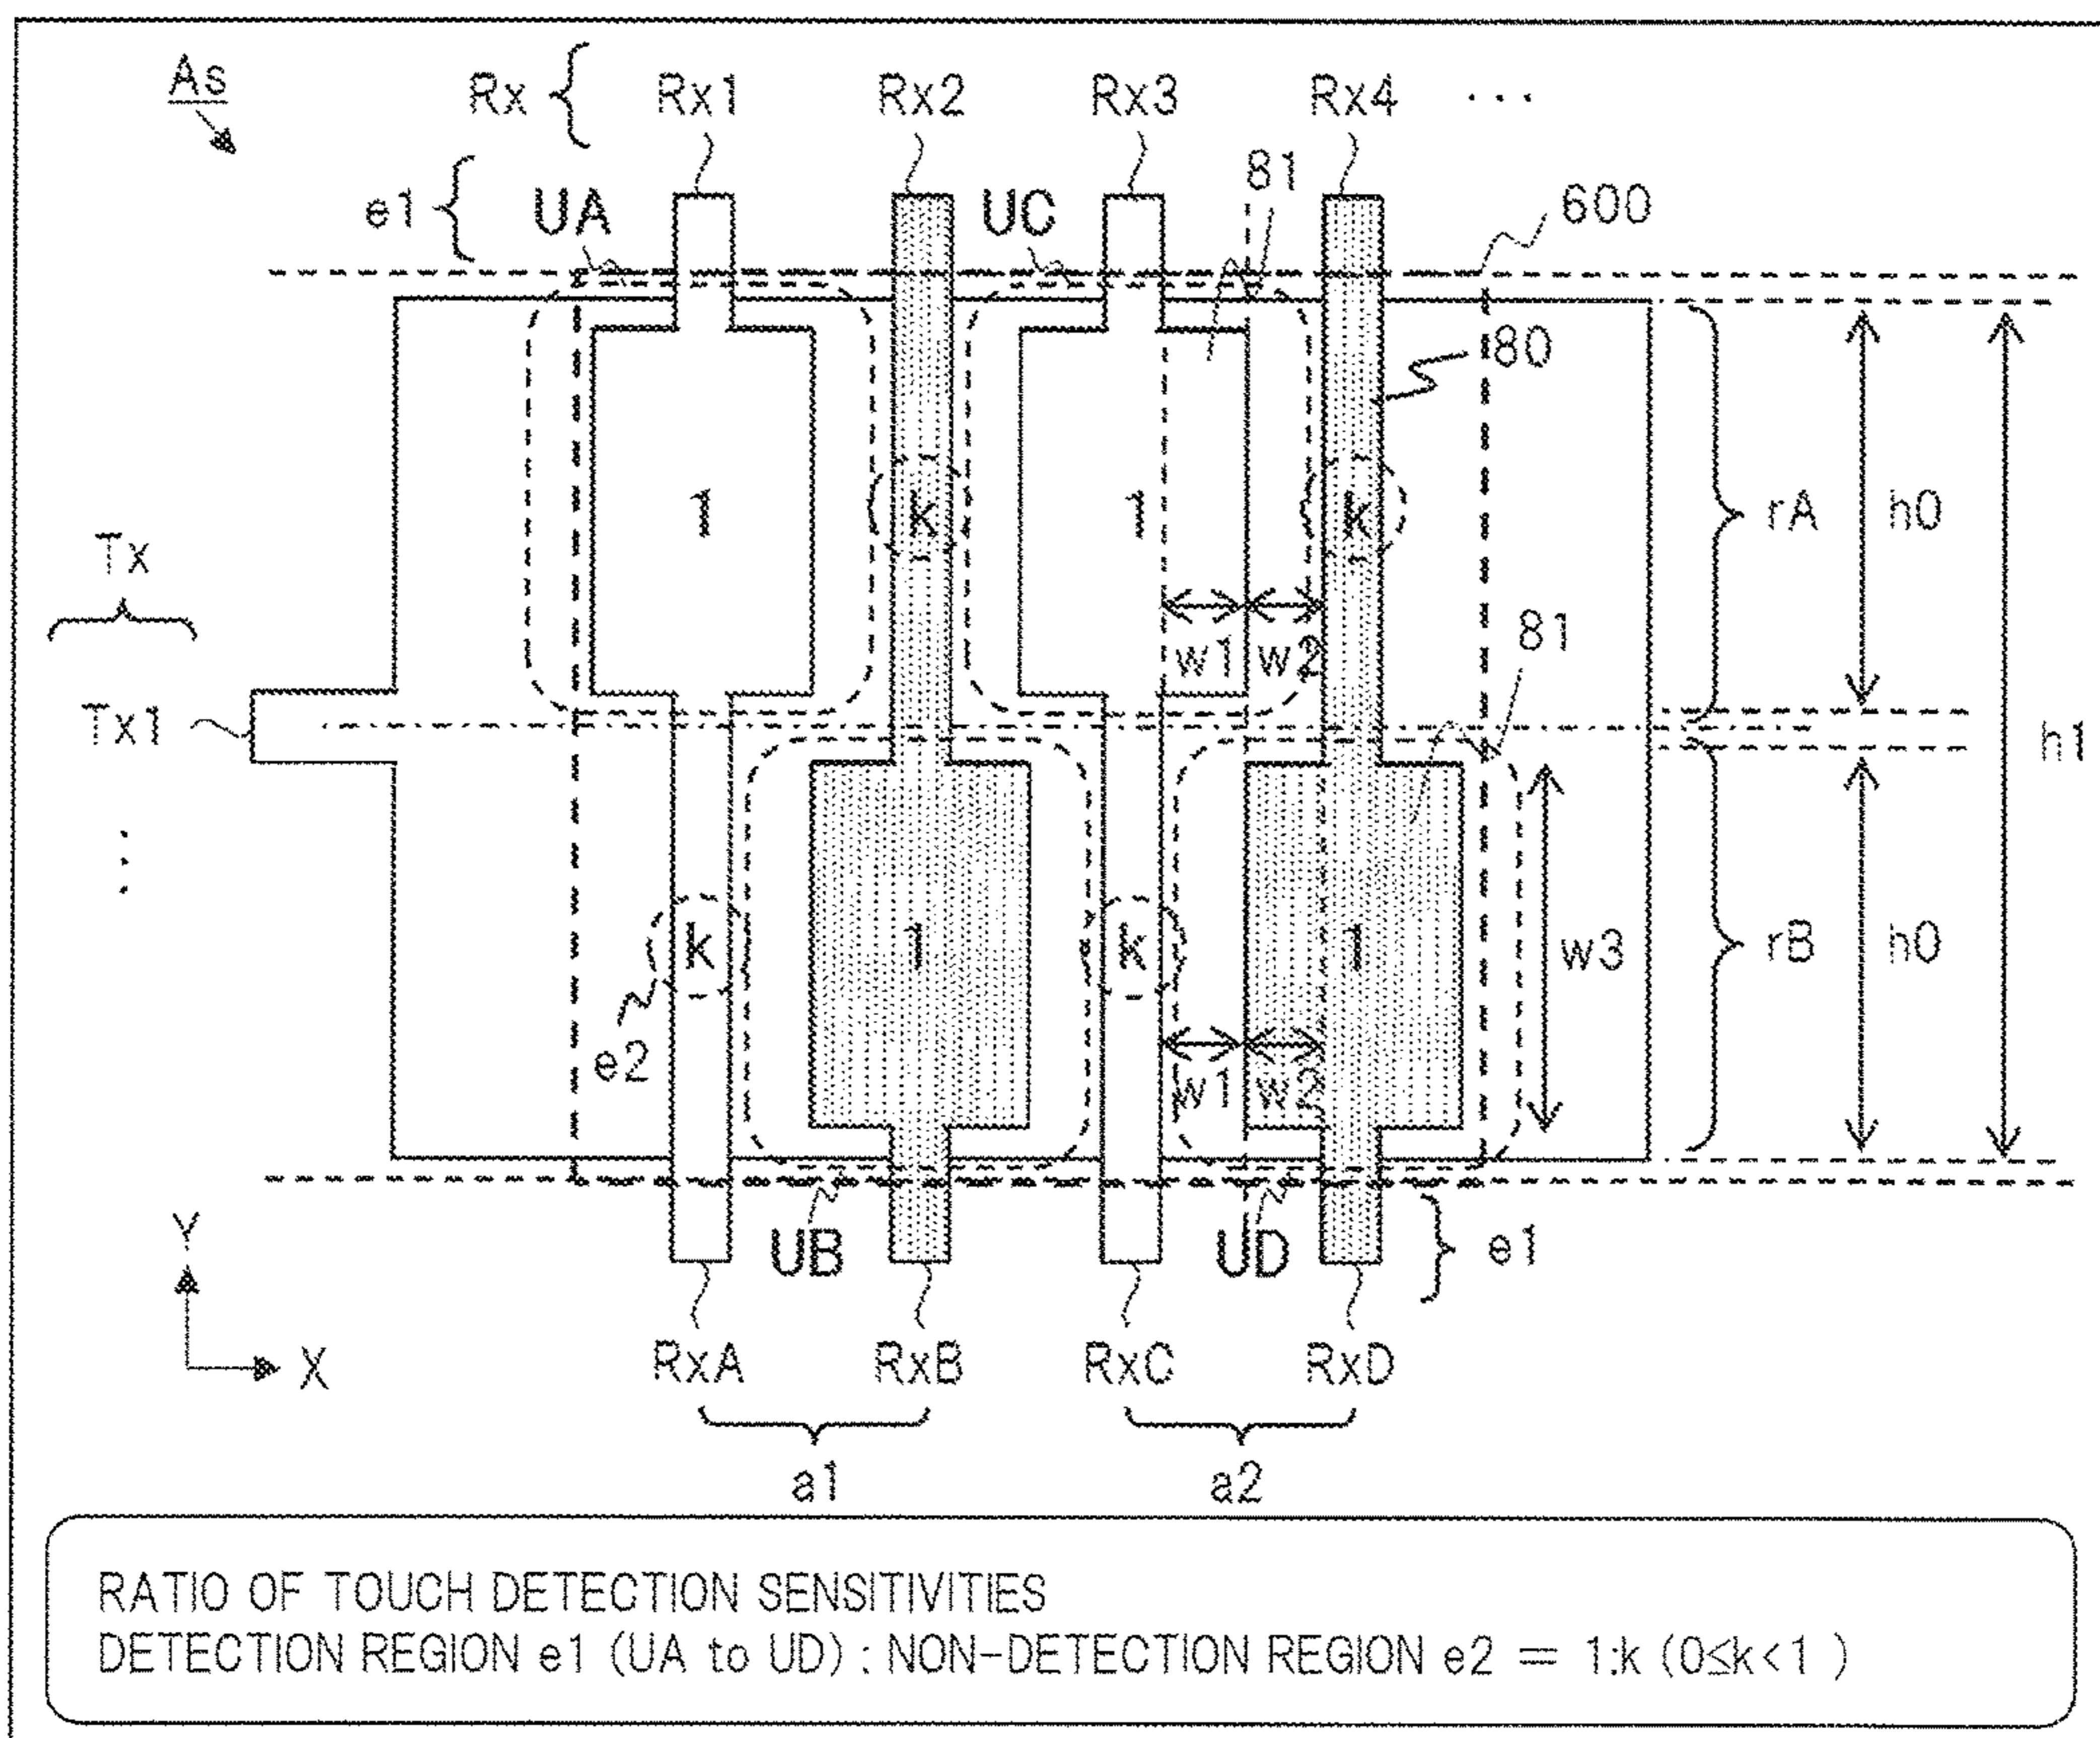 As
Rx { Rx1 Rx2 Rx3 Rx4 ...
e1 { UA UC 81 600
80
1 k 1 k rA h0
Tx
w1 w2 81
Tx1
h1
k 1 k 1 w3 rB h0
e2
w1 w2
UB UD e1
Y
X
RxA RxB RxC RxD
a1 a2
RATIO OF TOUCH DETECTION SENSITIVITIES
DETECTION REGION e1 (UA to UD) : NON-DETECTION REGION e2 = 1:k (0≤k<1 )